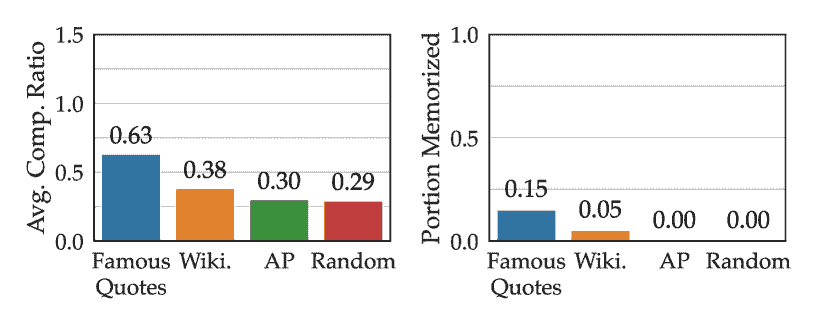 Avg. Comp. Ratio
1.5
1.0
0.5
0.0
0.63
0.38
0.30
0.29
Famous Quotes
Wiki.
AP
Random
Portion Memorized
1.0
0.5
0.0
0.15
0.05
0.00
0.00
Famous Quotes
Wiki.
AP
Random